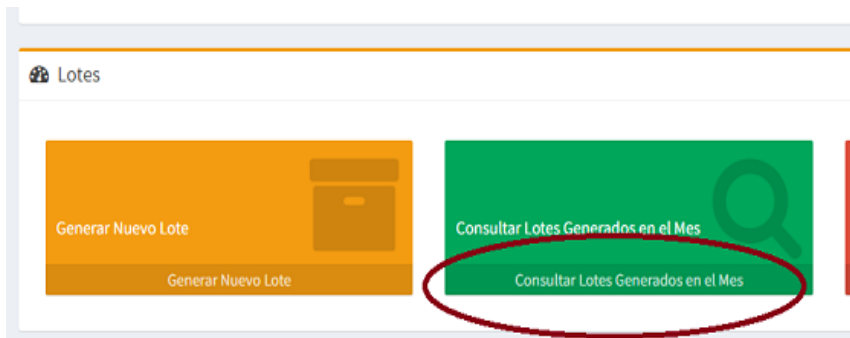 Lotes
Generar Nuevo Lote
Consultar Lotes Generados en el Mes
Generar Nuevo Lote
Consultar Lotes Generados en el Mes